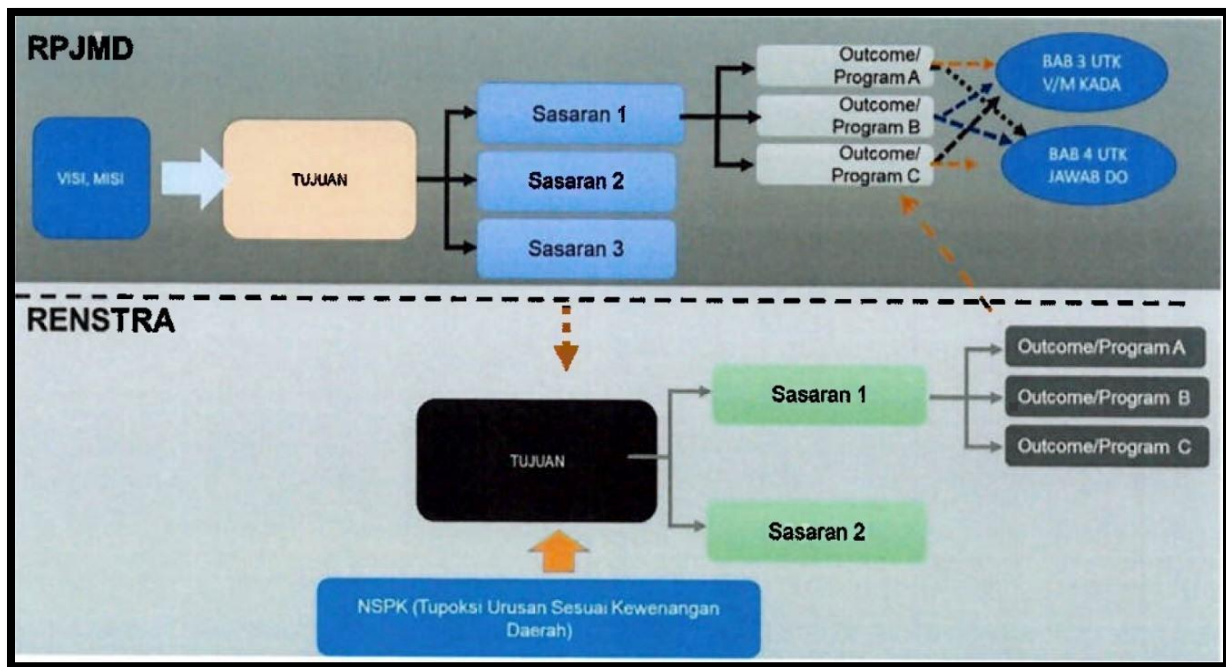 RPJMD
VISI, MISI
TUJUAN
Sasaran 1
Sasaran 2
Sasaran 3
Outcome/
Program A
Outcome/
Program B
Outcome/
Program C
BAB 3 UTK
V/M KADA
BAB 4 UTK
JAWAB DO
RENSTRA
TUJUAN
Sasaran 1
Sasaran 2
Outcome/Program A
Outcome/Program B
Outcome/Program C
NSPK (Tupoksi Urusan Sesuai Kewenangan
Daerah)